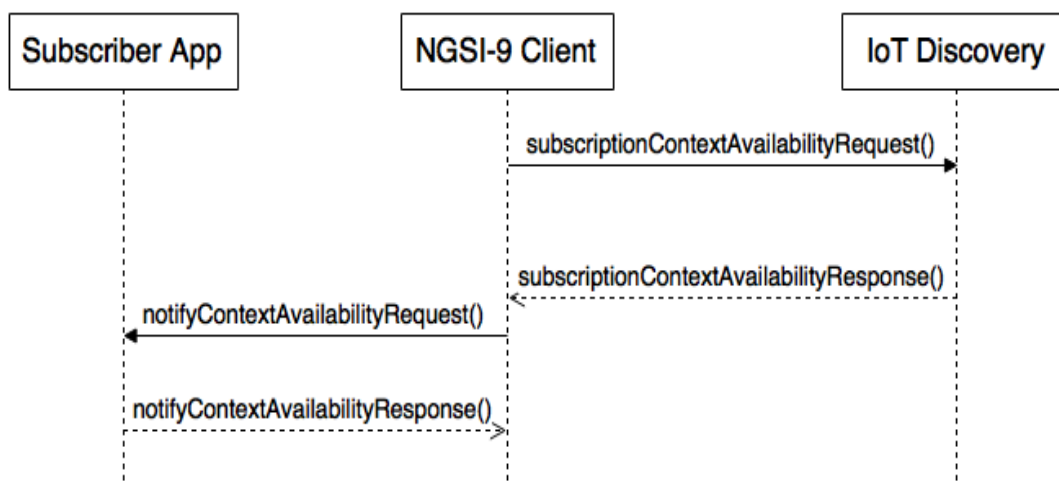 Subscriber App
NGSI-9 Client
IoT Discovery
subscriptionContextAvailabilityRequest()
subscriptionContextAvailabilityResponse()
notifyContextAvailabilityRequest()
notifyContextAvailabilityResponse()